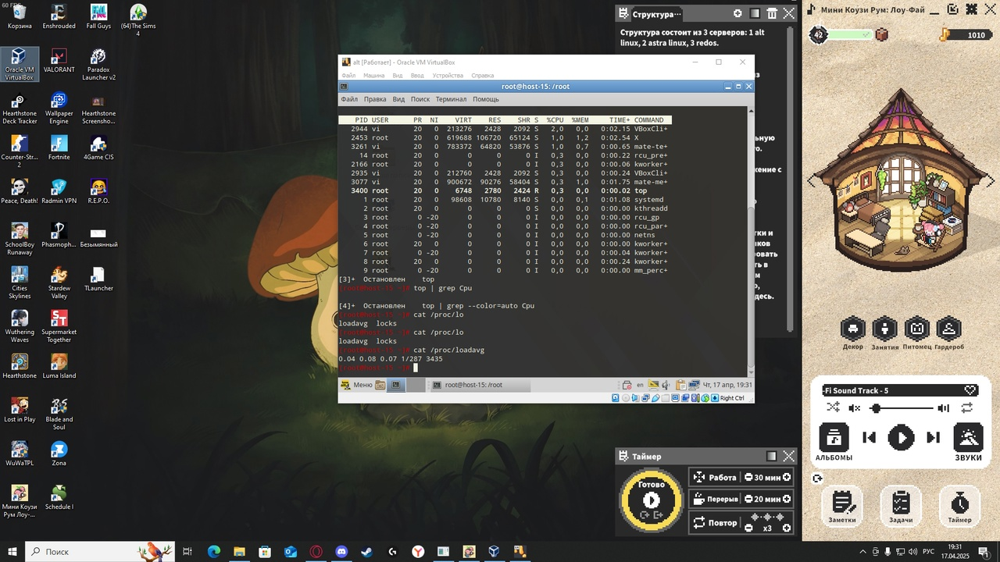 60 FPS
Корзина
Enshrouded
Fall Guys
(64)The Sims 4
Oracle VM VirtualBox
VALORANT
Paradox Launcher v2
Hearthstone Deck Tracker
Wallpaper Engine
Hearthstone Screensho...
Counter-Str... 2
Fortnite
4Game CIS
Peace, Death!
Radmin VPN
R.E.P.O.
SchoolBoy Runaway
Phasmoph...
Безымянный
Cities Skylines
Stardew Valley
TLauncher
Wuthering Waves
Supermarket Together
Hearthstone
Luma Island
Lost in Play
Blade and Soul
WuWaTPL
Zona
Мини Коузи Рум Лоу-...
Schedule I
Структура···
Структура состоит из 3 серверов: 1 alt
linux, 2 astra linux, 3 redos.
alt [Работает] - Oracle VM VirtualBox
Файл Машина Вид Ввод Устройства Справка
root@host-15: /root
Файл Правка Вид Поиск Терминал Помощь
PID USER PR NI VIRT RES SHR S %CPU %MEM TIME+ COMMAND
2944 vi 20 0 213276 2428 2092 S 2,0 0,0 0:02.15 VBoxCli+
2453 root 20 0 619688 106720 65124 S 1,0 1,2 0:02.54 X
3261 vi 20 0 783372 64820 53876 S 1,0 0,7 0:00.65 mate-te+
14 root 20 0 0 0 0 I 0,3 0,0 0:00.22 rcu_pre+
2166 root 20 0 0 0 0 I 0,3 0,0 0:00.06 kworker+
2935 vi 20 0 212760 2428 2092 S 0,3 0,0 0:00.24 VBoxCli+
3077 vi 20 0 900672 90276 58404 S 0,3 1,0 0:01.75 mate-me+
3400 root 20 0 6748 2780 2424 R 0,3 0,0 0:00.02 top
1 root 20 0 98608 10780 8140 S 0,0 0,1 0:01.08 systemd
2 root 20 0 0 0 0 S 0,0 0,0 0:00.00 kthreadd
3 root 0 -20 0 0 0 I 0,0 0,0 0:00.00 rcu_gp
4 root 0 -20 0 0 0 I 0,0 0,0 0:00.00 rcu_par+
5 root 0 -20 0 0 0 I 0,0 0,0 0:00.00 netns
6 root 20 0 0 0 0 I 0,0 0,0 0:00.00 kworker+
7 root 0 -20 0 0 0 I 0,0 0,0 0:00.04 kworker+
8 root 20 0 0 0 0 I 0,0 0,0 0:00.24 kworker+
9 root 0 -20 0 0 0 I 0,0 0,0 0:00.00 mm_perc+
[3]+ Остановлен top
[root@host-15 ~]# top | grep Cpu
[4]+ Остановлен top | grep --color=auto Cpu
[root@host-15 ~]# cat /proc/lo
loadavg locks
[root@host-15 ~]# cat /proc/lo
loadavg locks
[root@host-15 ~]# cat /proc/loadavg
0.04 0.08 0.07 1/287 3435
[root@host-15 ~]#
Меню
root@host-15: /root
en
Чт, 17 апр, 19:31
Right Ctrl
Таймер
Готово
Работа 30 мин
Перерыв 20 мин
Повтор x3
Мини Коузи Рум: Лоу-Фай
42
1010
Декор Занятия Питомец Гардероб
-Fi Sound Track - 5
АЛЬБОМЫ
ЗВУКИ
Заметки Задачи Таймер
Поиск
РУС
19:31
17.04.2025
1